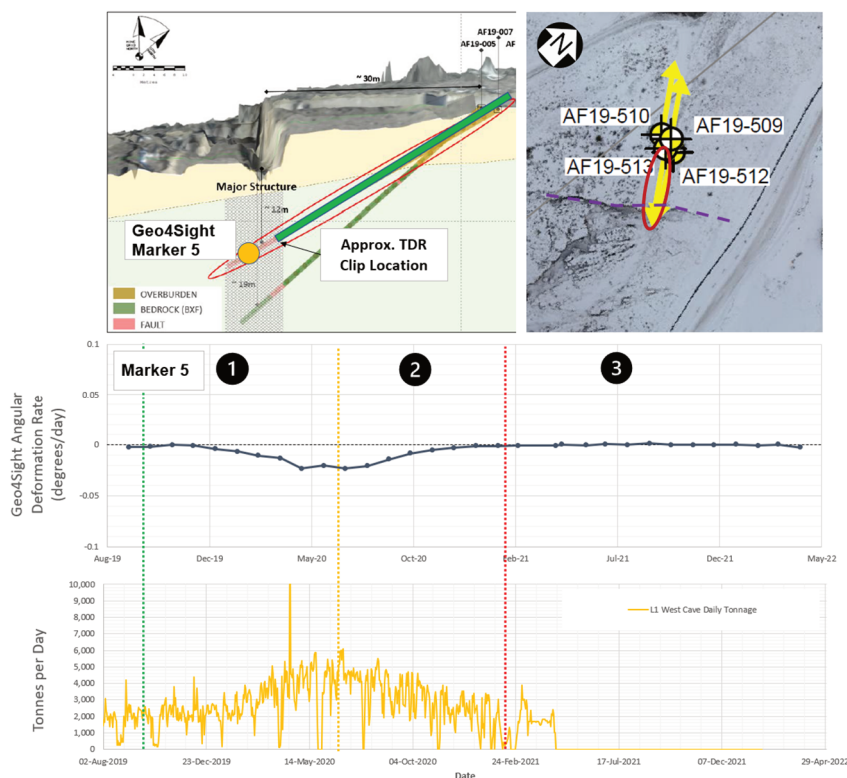 AF19-007
AF19-005
AF
~ 30m
Major Structure
~ 12m
Geo4Sight
Marker 5
Approx. TDR
Clip Location
~ 19m
OVERBURDEN
BEDROCK (BXF)
FAULT
N
AF19-510
AF19-509
AF19-513
AF19-512
Marker 5
1
2
3
Geo4Sight Angular
Deformation Rate
(degrees/day)
0.1
0.05
0
-0.05
-0.1
Aug-19
Dec-19
May-20
Oct-20
Feb-21
Jul-21
Dec-21
May-22
Tonnes per Day
10,000
9,000
8,000
7,000
6,000
5,000
4,000
3,000
2,000
1,000
0
L1 West Cave Daily Tonnage
02-Aug-2019
23-Dec-2019
14-May-2020
04-Oct-2020
24-Feb-2021
17-Jul-2021
07-Dec-2021
29-Apr-2022
Date